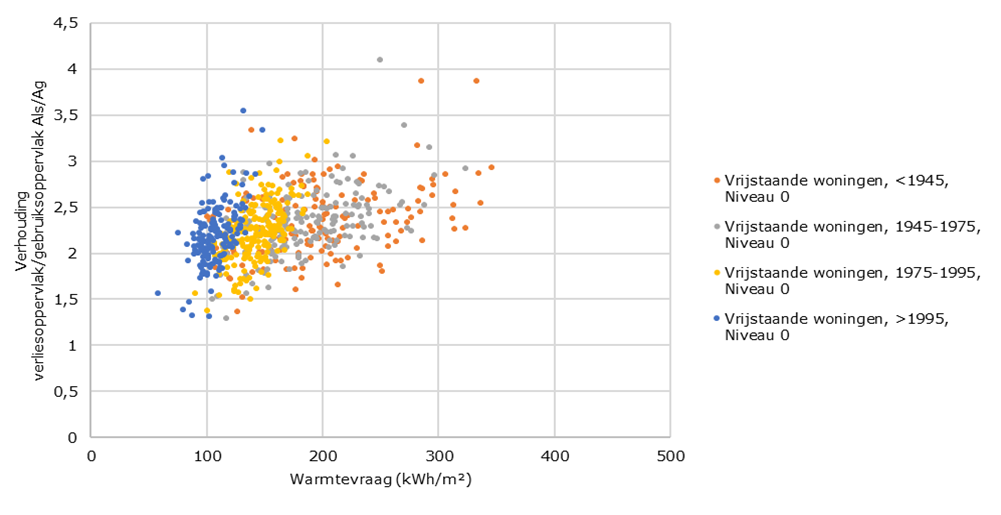 4,5
4
3,5
3
2,5
2
1,5
1
0,5
0
Verhouding
verliesoppervlak/gebruiksoppervlak Als/Ag
0
100
200
300
400
500
Warmtevraag (kWh/m²)
Vrijstaande woningen, <1945,
Niveau 0
Vrijstaande woningen, 1945-1975,
Niveau 0
Vrijstaande woningen, 1975-1995,
Niveau 0
Vrijstaande woningen, >1995,
Niveau 0